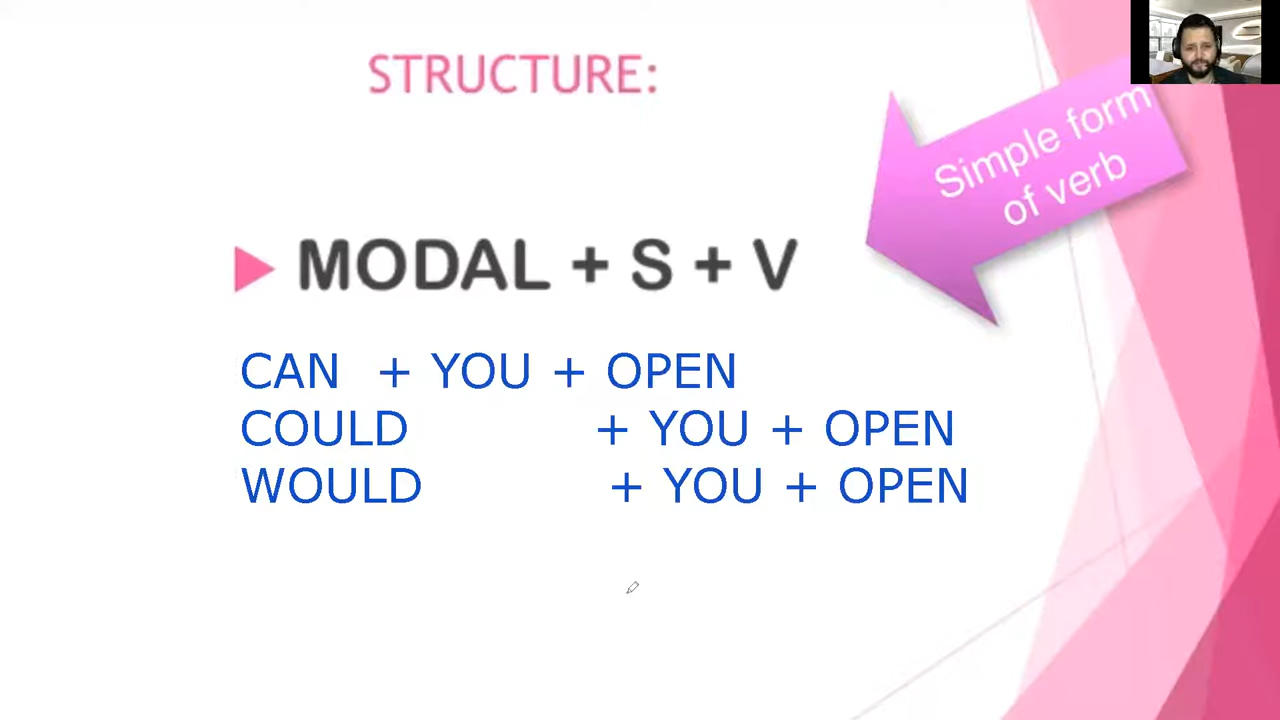 STRUCTURE:
Simple form
of verb
MODAL + S + V
CAN + YOU + OPEN
COULD + YOU + OPEN
WOULD + YOU + OPEN